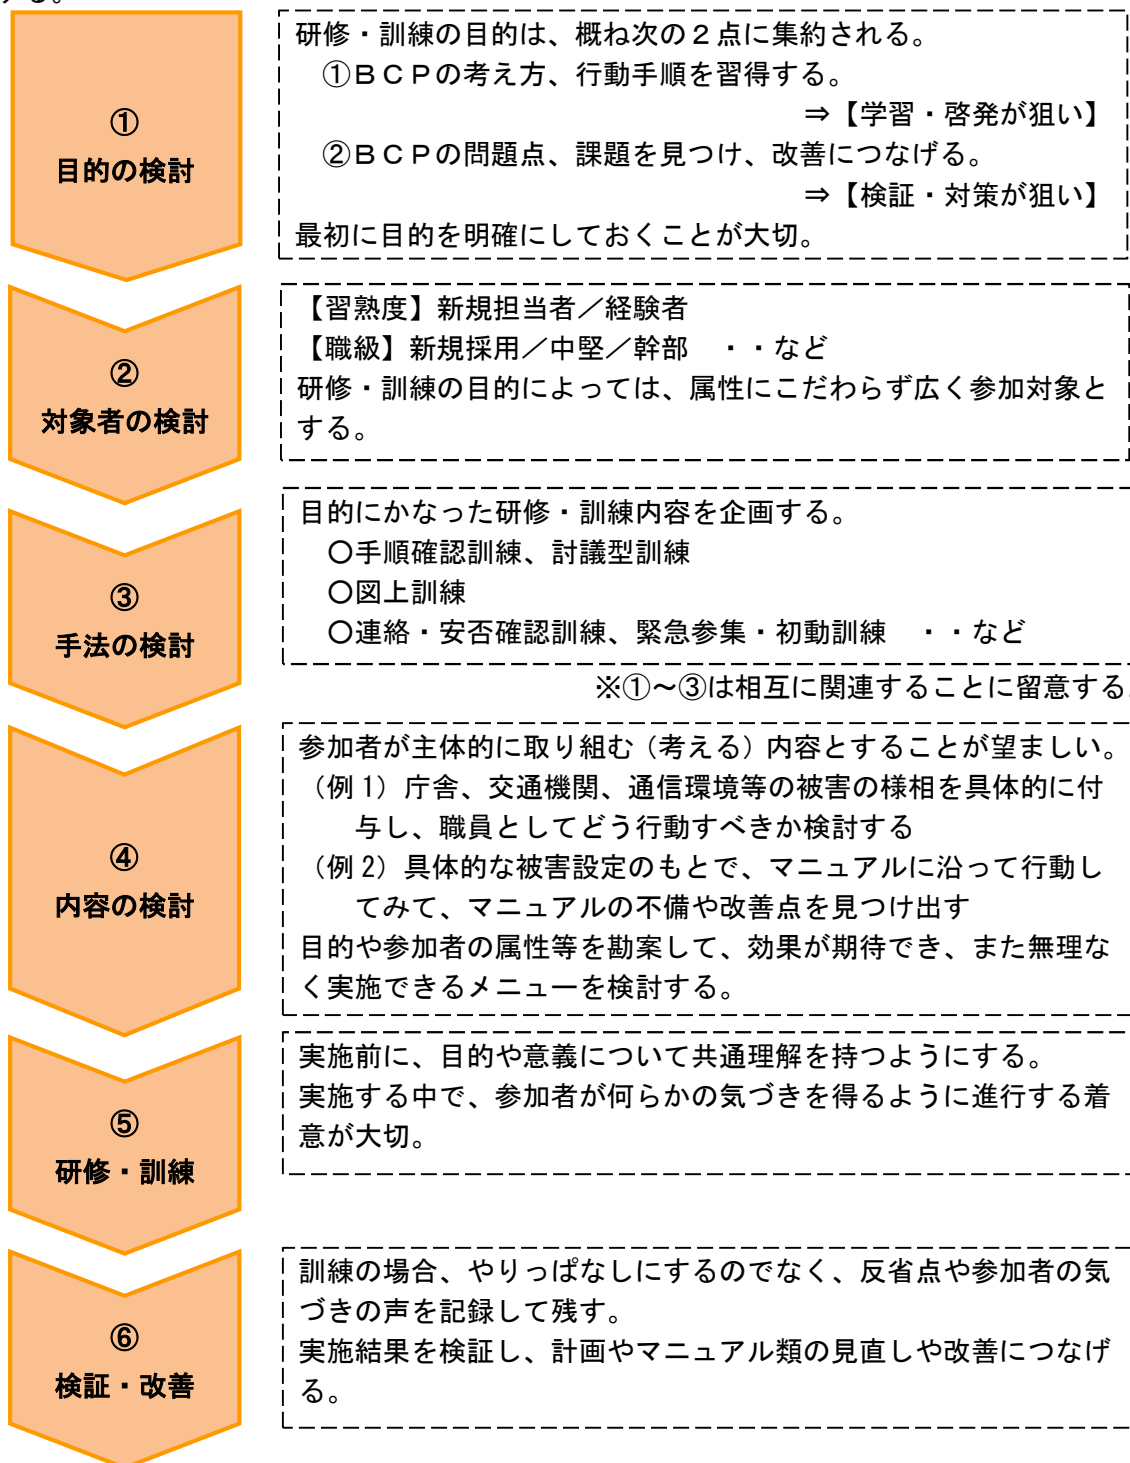 する。
①
目的の検討
研修・訓練の目的は、概ね次の２点に集約される。
①ＢＣＰの考え方、行動手順を習得する。
⇒【学習・啓発が狙い】
②ＢＣＰの問題点、課題を見つけ、改善につなげる。
⇒【検証・対策が狙い】
最初に目的を明確にしておくことが大切。
②
対象者の検討
【習熟度】新規担当者／経験者
【職級】新規採用／中堅／幹部　・・など
研修・訓練の目的によっては、属性にこだわらず広く参加対象と
する。
③
手法の検討
目的にかなった研修・訓練内容を企画する。
〇手順確認訓練、討議型訓練
〇図上訓練
〇連絡・安否確認訓練、緊急参集・初動訓練　・・など
※①～③は相互に関連することに留意する。
④
内容の検討
参加者が主体的に取り組む（考える）内容とすることが望ましい。
（例1）庁舎、交通機関、通信環境等の被害の様相を具体的に付
与し、職員としてどう行動すべきか検討する
（例2）具体的な被害設定のもとで、マニュアルに沿って行動し
てみて、マニュアルの不備や改善点を見つけ出す
目的や参加者の属性等を勘案して、効果が期待でき、また無理な
く実施できるメニューを検討する。
⑤
研修・訓練
実施前に、目的や意義について共通理解を持つようにする。
実施する中で、参加者が何らかの気づきを得るように進行する着
意が大切。
⑥
検証・改善
訓練の場合、やりっぱなしにするのでなく、反省点や参加者の気
づきの声を記録して残す。
実施結果を検証し、計画やマニュアル類の見直しや改善につなげ
る。